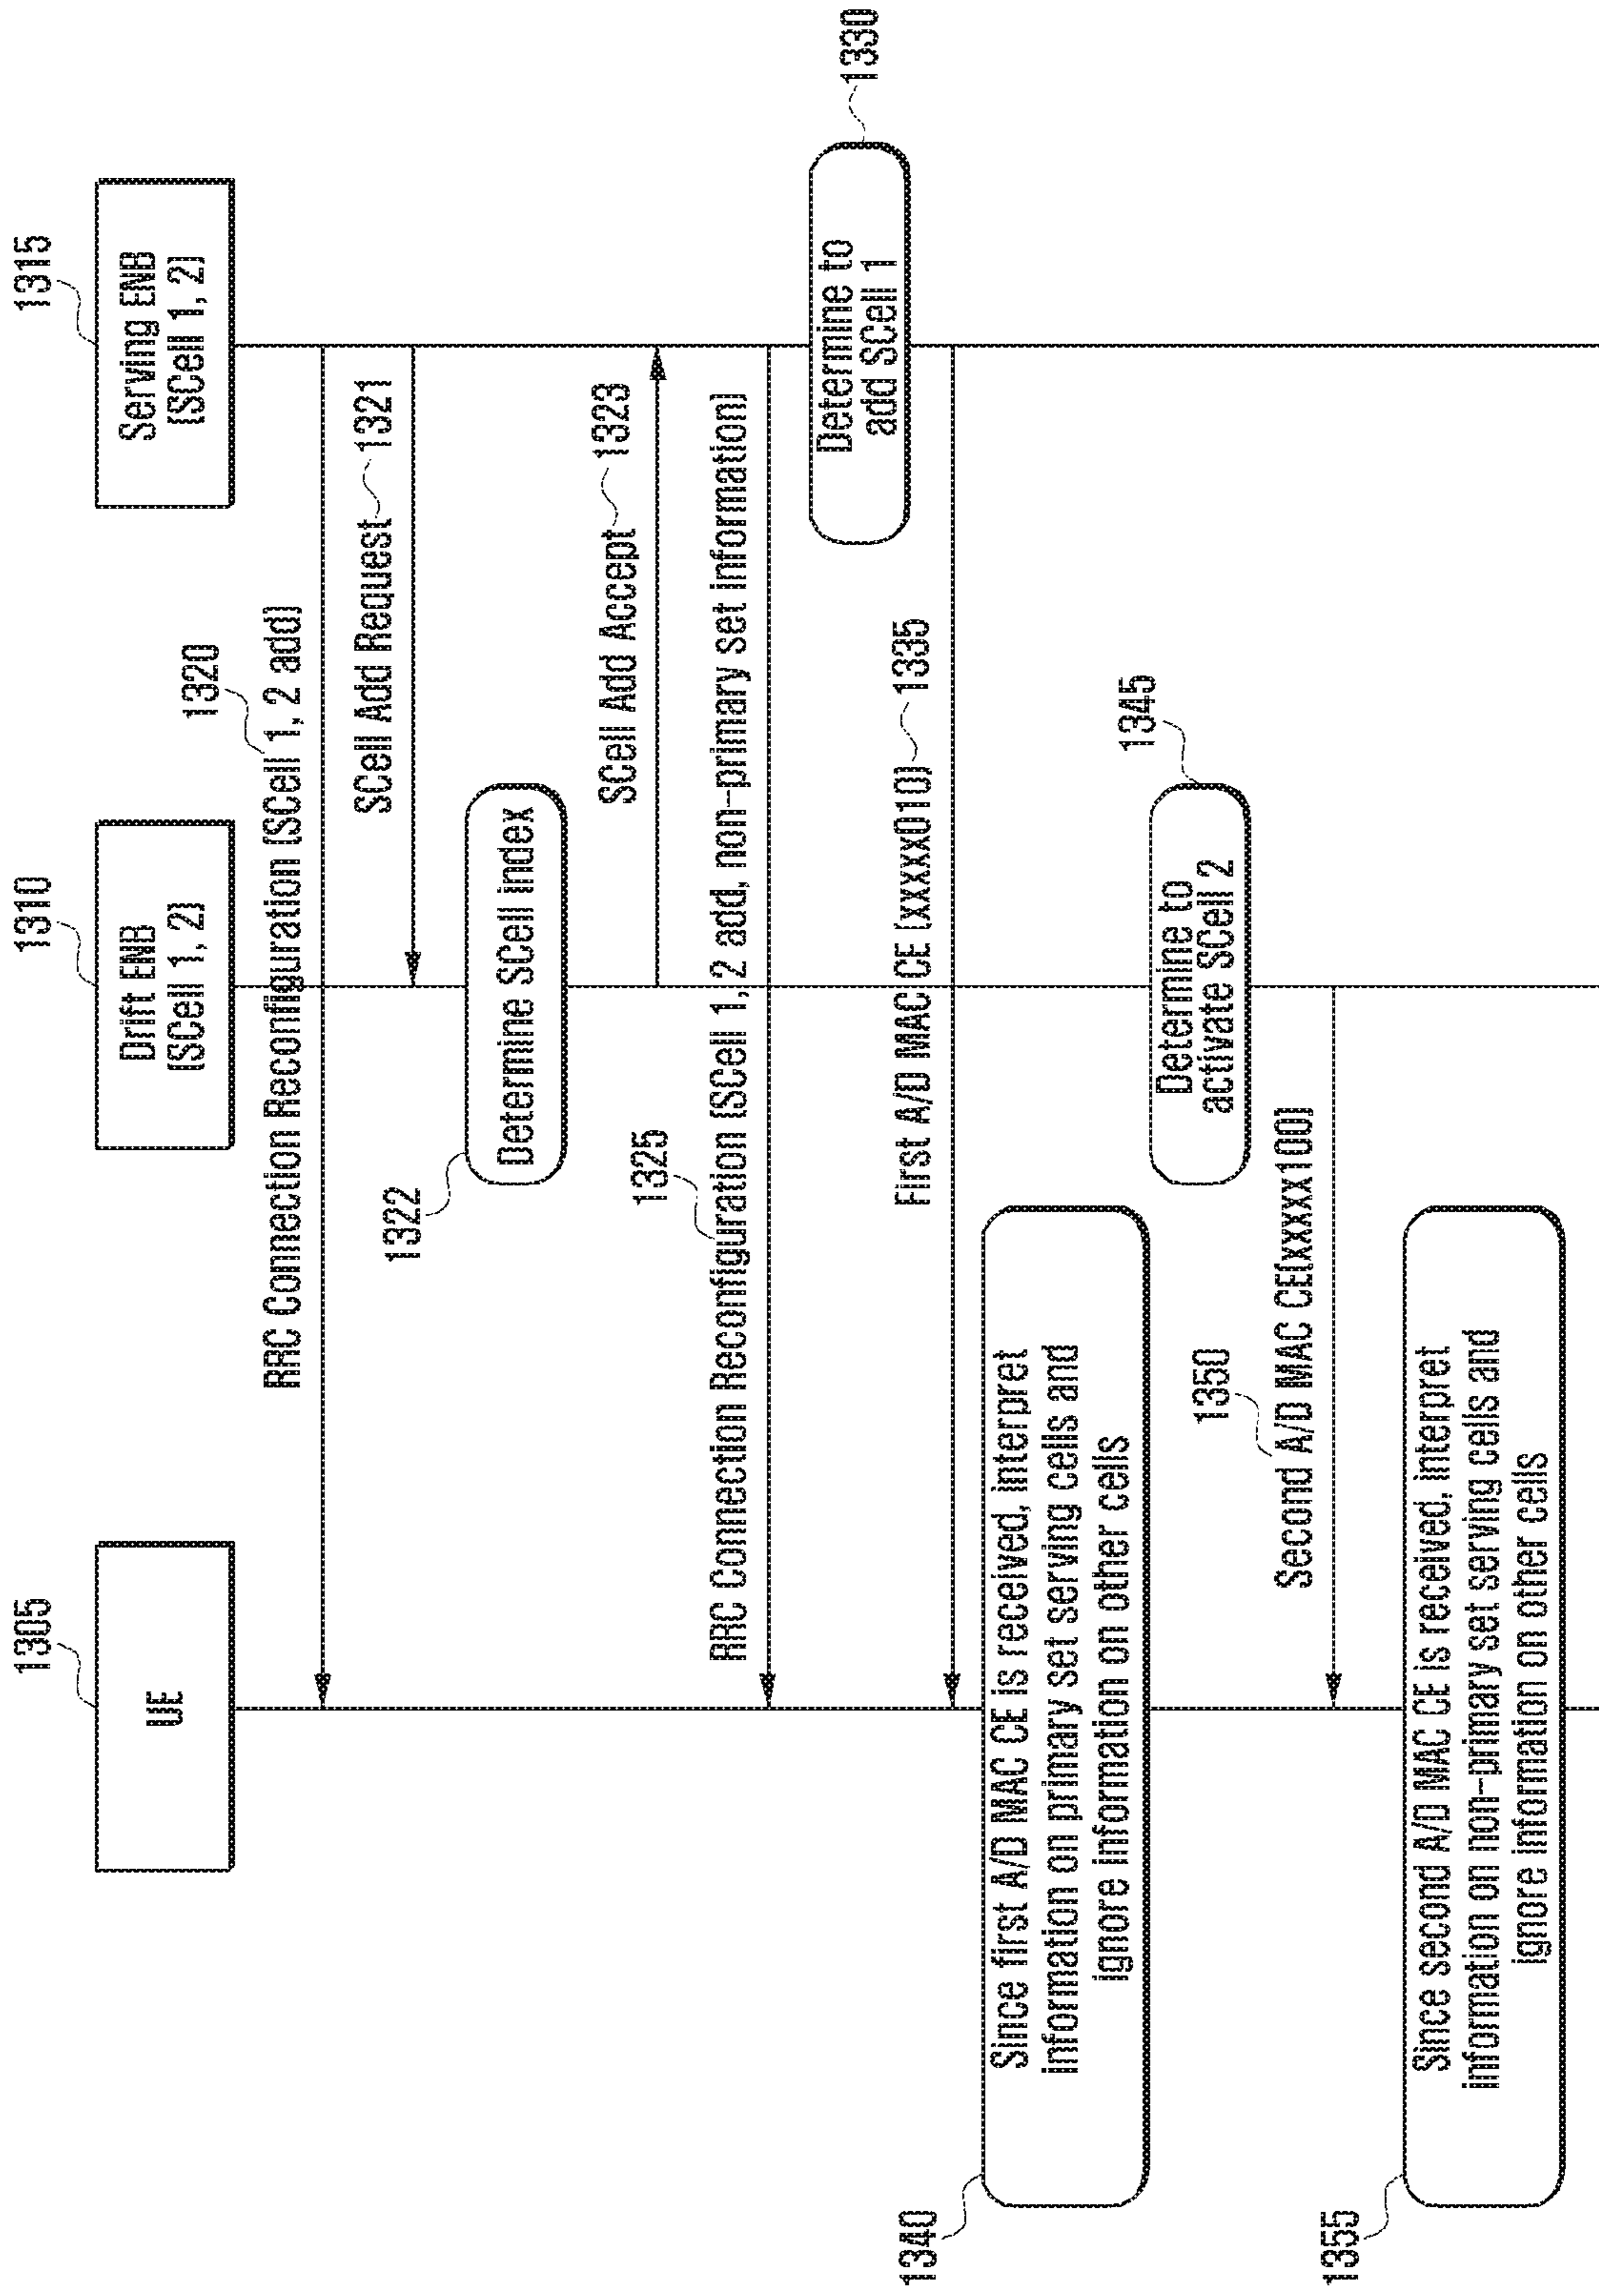 1305
1310
1315
UE
Drift ENB
(SCell 1, 2)
Serving ENB
(SCell 1, 2)
1320
RRC Connection Reconfiguration (SCell 1, 2 add)
SCell Add Request 1321
1322
Determine SCell index
SCell Add Accept 1323
1325
RRC Connection Reconfiguration (SCell 1, 2 add, non-primary set information)
Determine to
add SCell 1
1330
First A/D MAC CE (xxxxx010) 1335
1340
Since first A/D MAC CE is received, interpret
information on primary set serving cells and
ignore information on other cells
1345
Determine to
activate SCell 2
1350
Second A/D MAC CE(xxxxx100)
1355
Since second A/D MAC CE is received, interpret
information on non-primary set serving cells and
ignore information on other cells